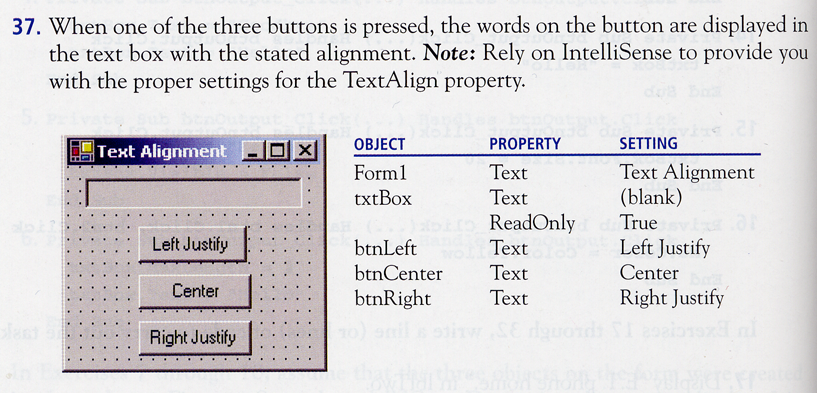 37. When one of the three buttons is pressed, the words on the button are displayed in
the text box with the stated alignment. Note: Rely on IntelliSense to provide you
with the proper settings for the TextAlign property.
Text Alignment
Left Justify
Center
Right Justify
OBJECT PROPERTY SETTING
Form1 Text Text Alignment
txtBox Text (blank)
ReadOnly True
btnLeft Text Left Justify
btnCenter Text Center
btnRight Text Right Justify